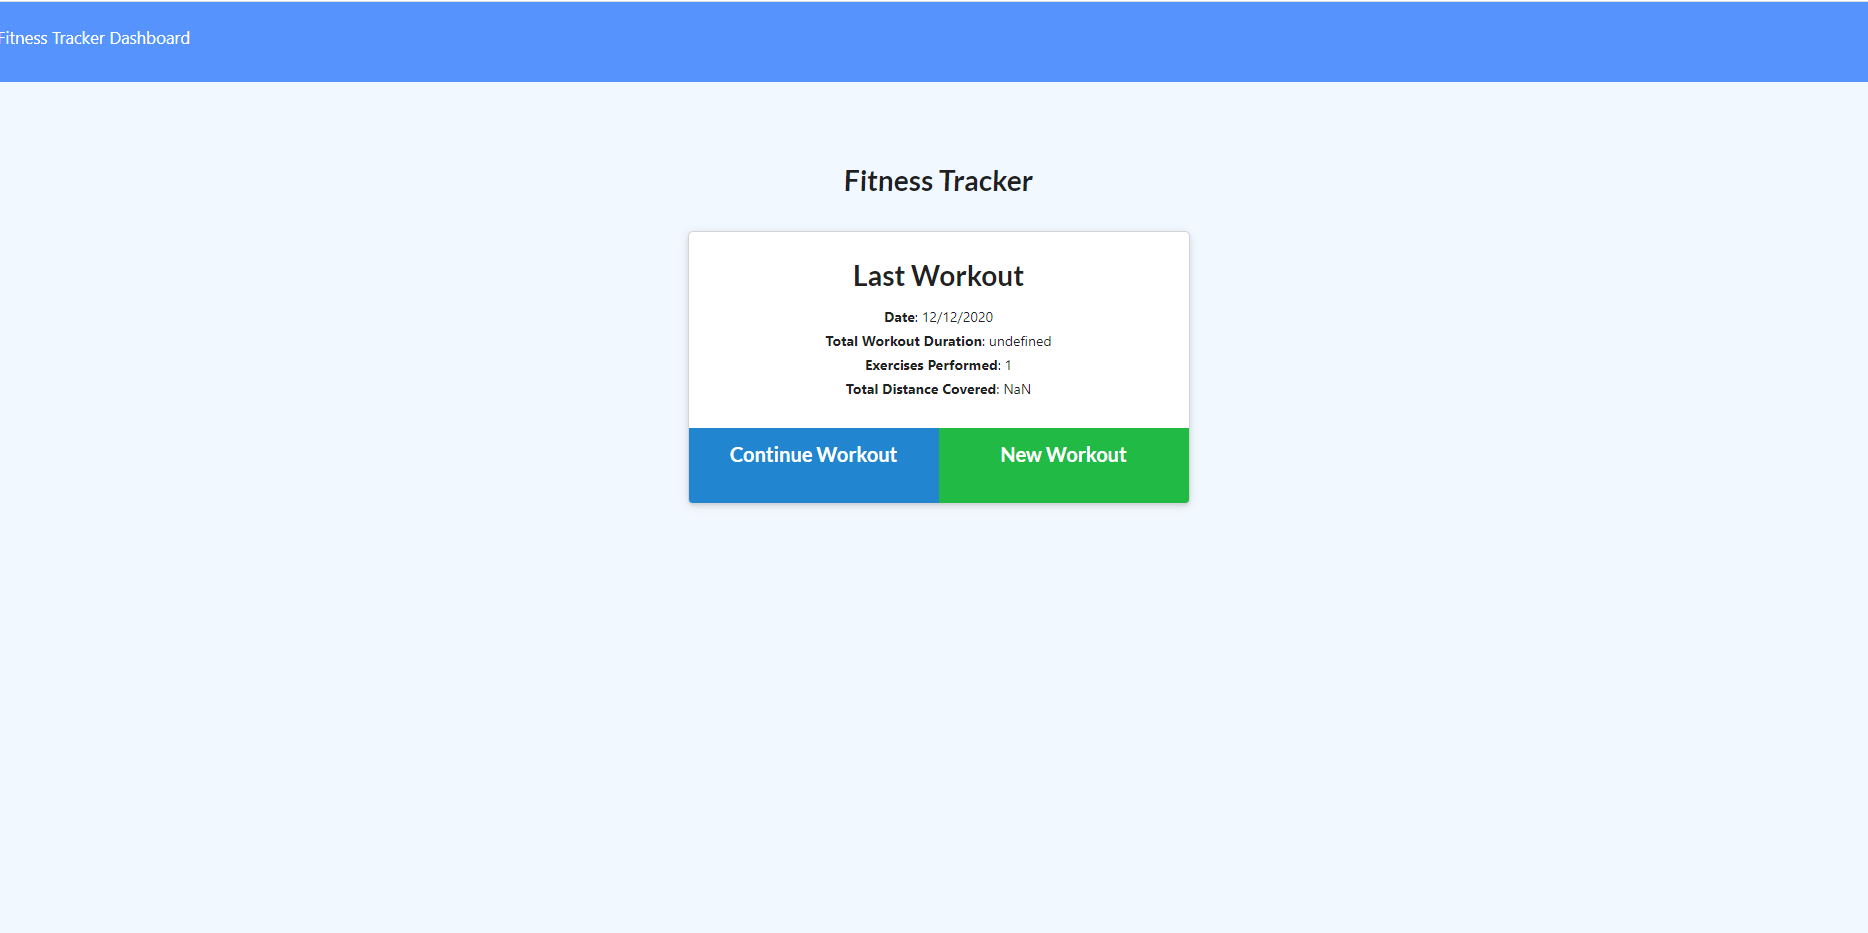 Fitness Tracker Dashboard
Fitness Tracker
Last Workout
Date: 12/12/2020
Total Workout Duration: undefined
Exercises Performed: 1
Total Distance Covered: NaN
Continue Workout New Workout